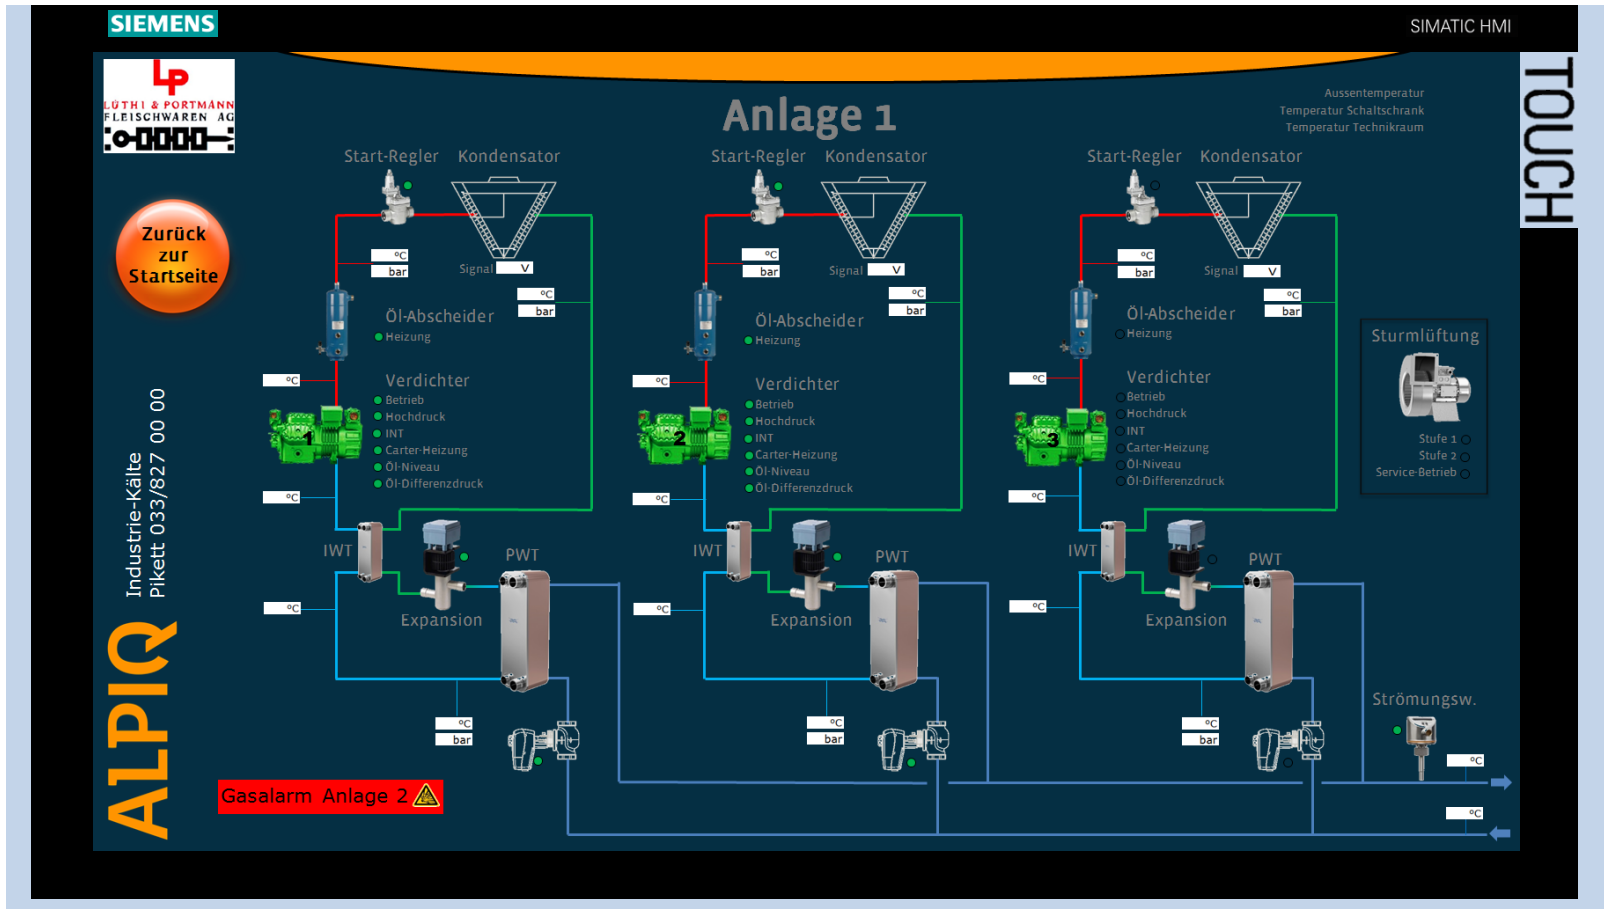 SIEMENS
SIMATIC HMI
TOUCH
LP
LÜTHI & PORTMANN
FLEISCHWAREN AG
Anlage 1
Aussentemperatur
Temperatur Schaltschrank
Temperatur Technikraum
Zurück
zur
Startseite
Industrie-Kälte
Pikett 033/827 00 00
ALPIQ
Start-Regler
Kondensator
°C
bar
Signal
V
°C
bar
Öl-Abscheider
Heizung
°C
Verdichter
Betrieb
Hochdruck
INT
Carter-Heizung
Öl-Niveau
Öl-Differenzdruck
1
°C
IWT
PWT
°C
Expansion
°C
bar
Start-Regler
Kondensator
°C
bar
Signal
V
°C
bar
Öl-Abscheider
Heizung
°C
Verdichter
Betrieb
Hochdruck
INT
Carter-Heizung
Öl-Niveau
Öl-Differenzdruck
2
°C
IWT
PWT
°C
Expansion
°C
bar
Start-Regler
Kondensator
°C
bar
Signal
V
°C
bar
Öl-Abscheider
Heizung
°C
Verdichter
Betrieb
Hochdruck
INT
Carter-Heizung
Öl-Niveau
Öl-Differenzdruck
3
°C
IWT
PWT
°C
Expansion
°C
bar
Sturmlüftung
Stufe 1
Stufe 2
Service-Betrieb
Strömungsw.
°C
°C
Gasalarm Anlage 2